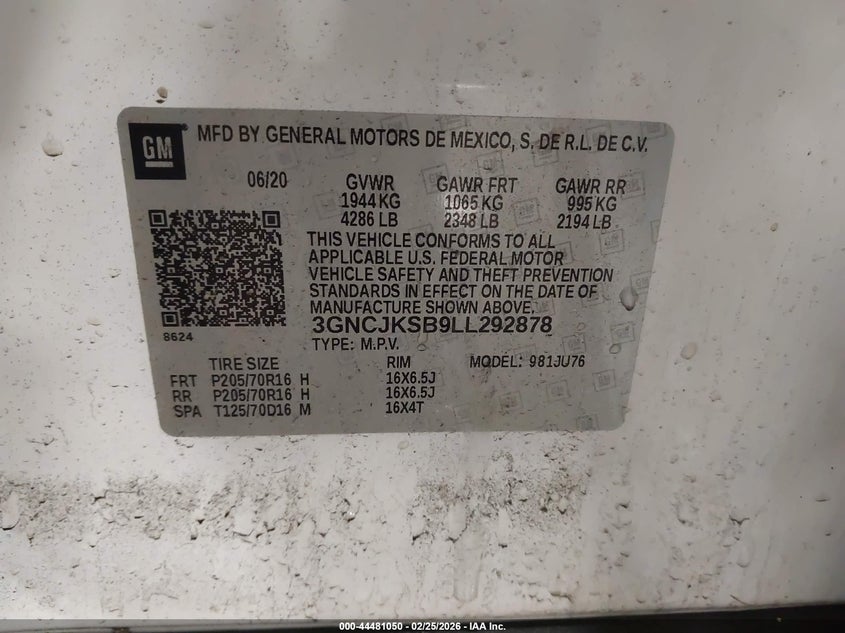 GM
MFD BY GENERAL MOTORS DE MEXICO, S. DE R.L. DE C.V.
06/20 GVWR GAWR FRT GAWR RR
1944 KG 1065 KG 995 KG
4286 LB 2348 LB 2194 LB
THIS VEHICLE CONFORMS TO ALL
APPLICABLE U.S. FEDERAL MOTOR
VEHICLE SAFETY AND THEFT PREVENTION
STANDARDS IN EFFECT ON THE DATE OF
MANUFACTURE SHOWN ABOVE.
8624
3GNCJKSB9LL292878
TYPE: M.P.V.
TIRE SIZE RIM MODEL: 981JU76
FRT P205/70R16 H 16X6.5J
RR P205/70R16 H 16X6.5J
SPA T125/70D16 M 16X4T
000-44481050 - 02/25/2026 - IAA Inc.